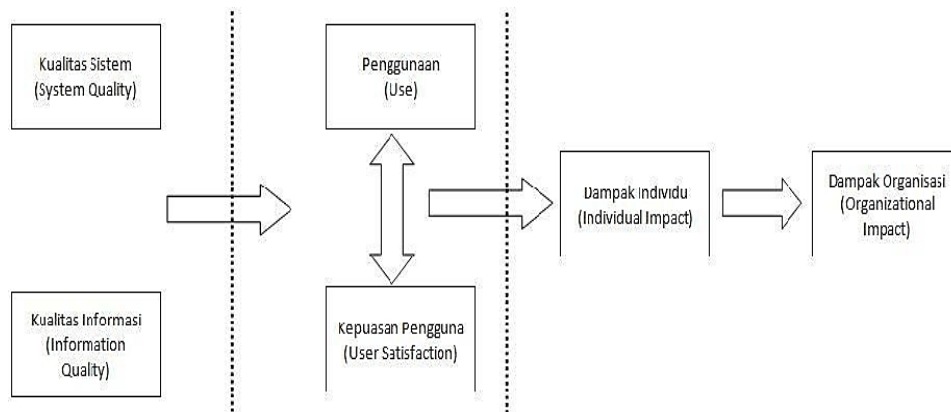 Kualitas Sistem
(System Quality)
Penggunaan
(Use)
Dampak Individu
(Individual Impact)
Dampak Organisasi
(Organizational
Impact)
Kualitas Informasi
(Information
Quality)
Kepuasan Pengguna
(User Satisfaction)